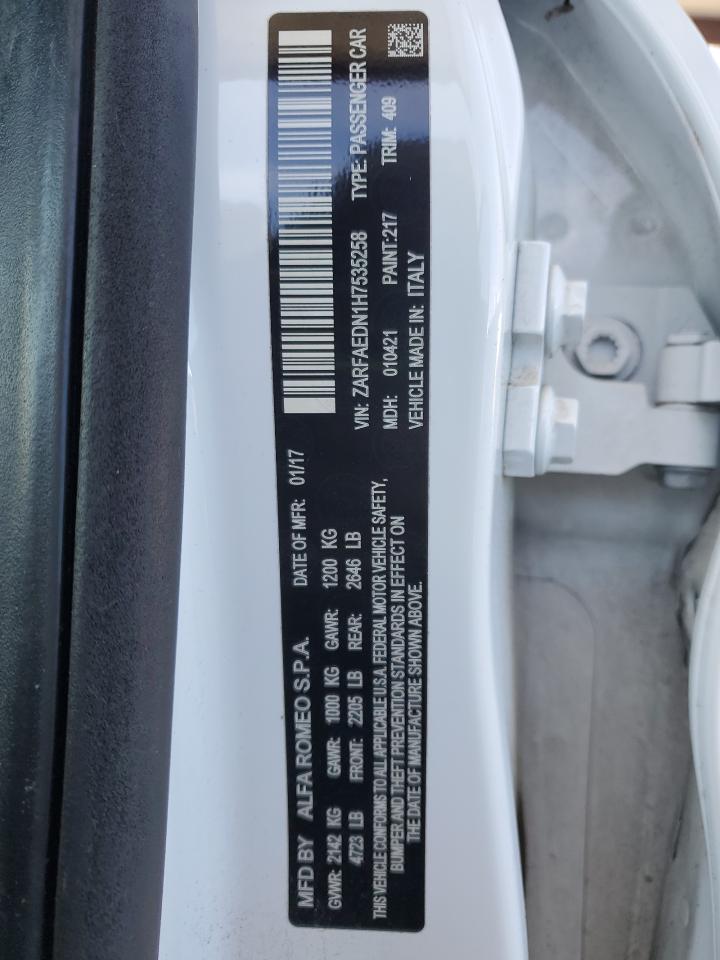 MFD BY ALFA ROMEO S.P.A. DATE OF MFR: 01/17
GVWR: 2142 KG GAWR: 1000 KG GAWR: 1200 KG
4723 LB FRONT: 2205 LB REAR: 2646 LB
THIS VEHICLE CONFORMS TO ALL APPLICABLE U.S.A. FEDERAL MOTOR VEHICLE SAFETY,
BUMPER AND THEFT PREVENTION STANDARDS IN EFFECT ON
THE DATE OF MANUFACTURE SHOWN ABOVE.
VIN: ZARFAEDN1H7535258 TYPE: PASSENGER CAR
MDH: 010421 PAINT:217 TRIM: 409
VEHICLE MADE IN: ITALY